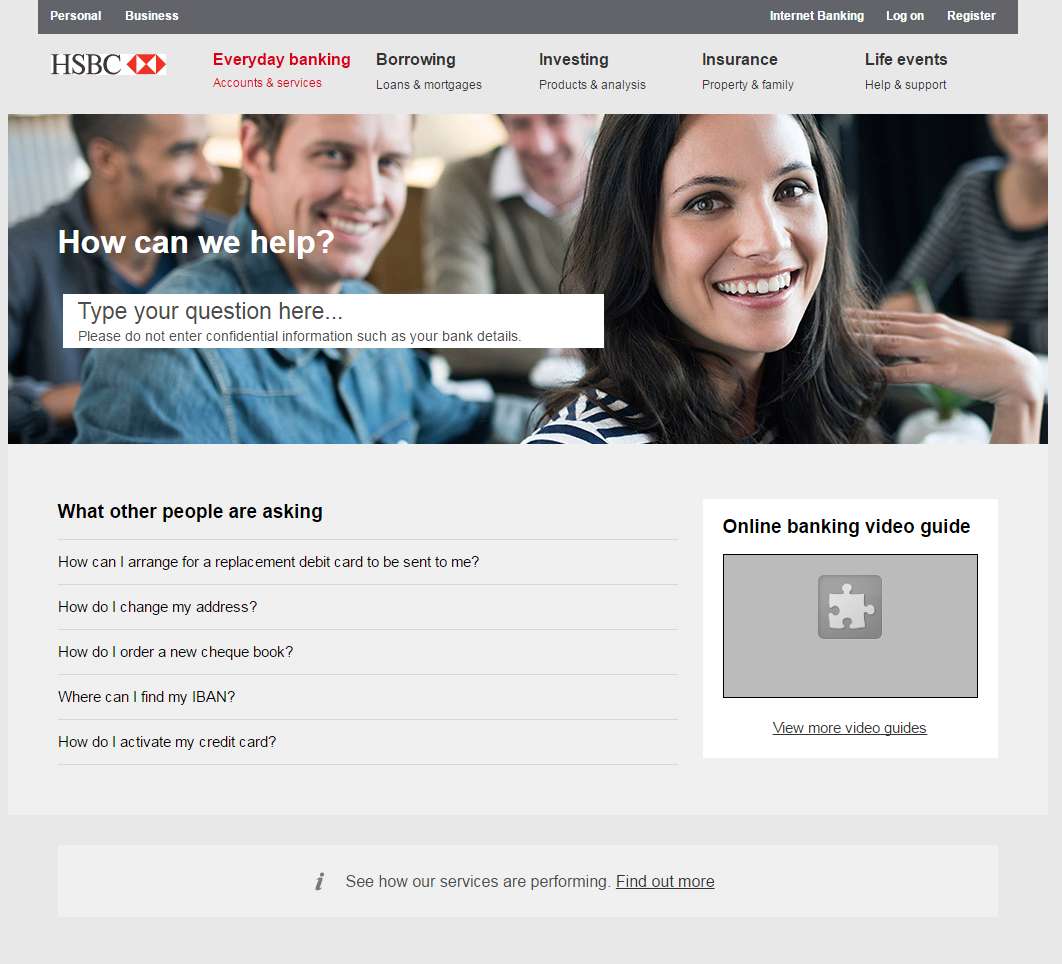 Personal Business Internet Banking Log on Register
HSBC
Everyday banking Borrowing Investing Insurance Life events
Accounts & services Loans & mortgages Products & analysis Property & family Help & support
How can we help?
Type your question here...
Please do not enter confidential information such as your bank details.
What other people are asking
How can I arrange for a replacement debit card to be sent to me?
How do I change my address?
How do I order a new cheque book?
Where can I find my IBAN?
How do I activate my credit card?
Online banking video guide
View more video guides
i See how our services are performing. Find out more